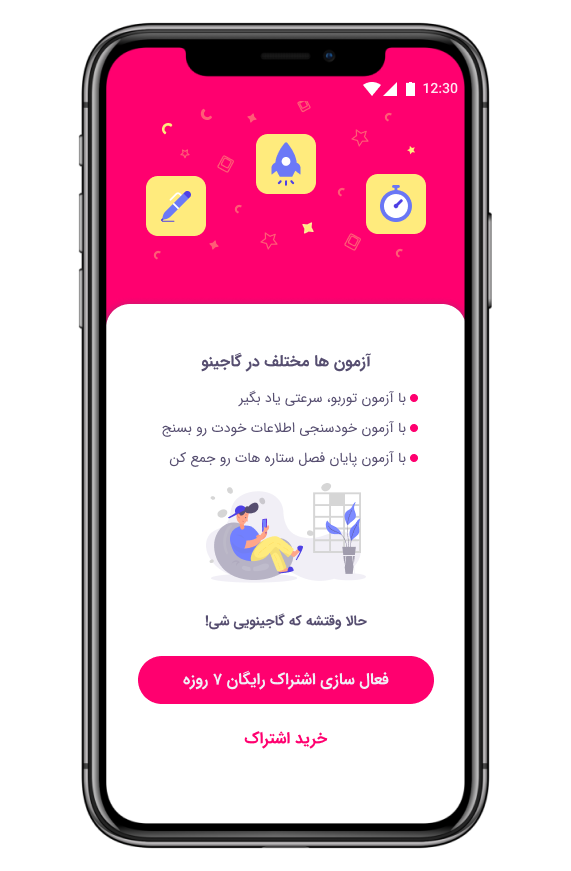 12:30
آزمون ها مختلف در گاجینو
با آزمون توربو، سرعتی یاد بگیر
با آزمون خودسنجی اطلاعات خودت رو بسنج
با آزمون پایان فصل ستاره هات رو جمع کن
حالا وقتشه که گاجینویی شی!
فعال سازی اشتراک رایگان ۷ روزه
خرید اشتراک